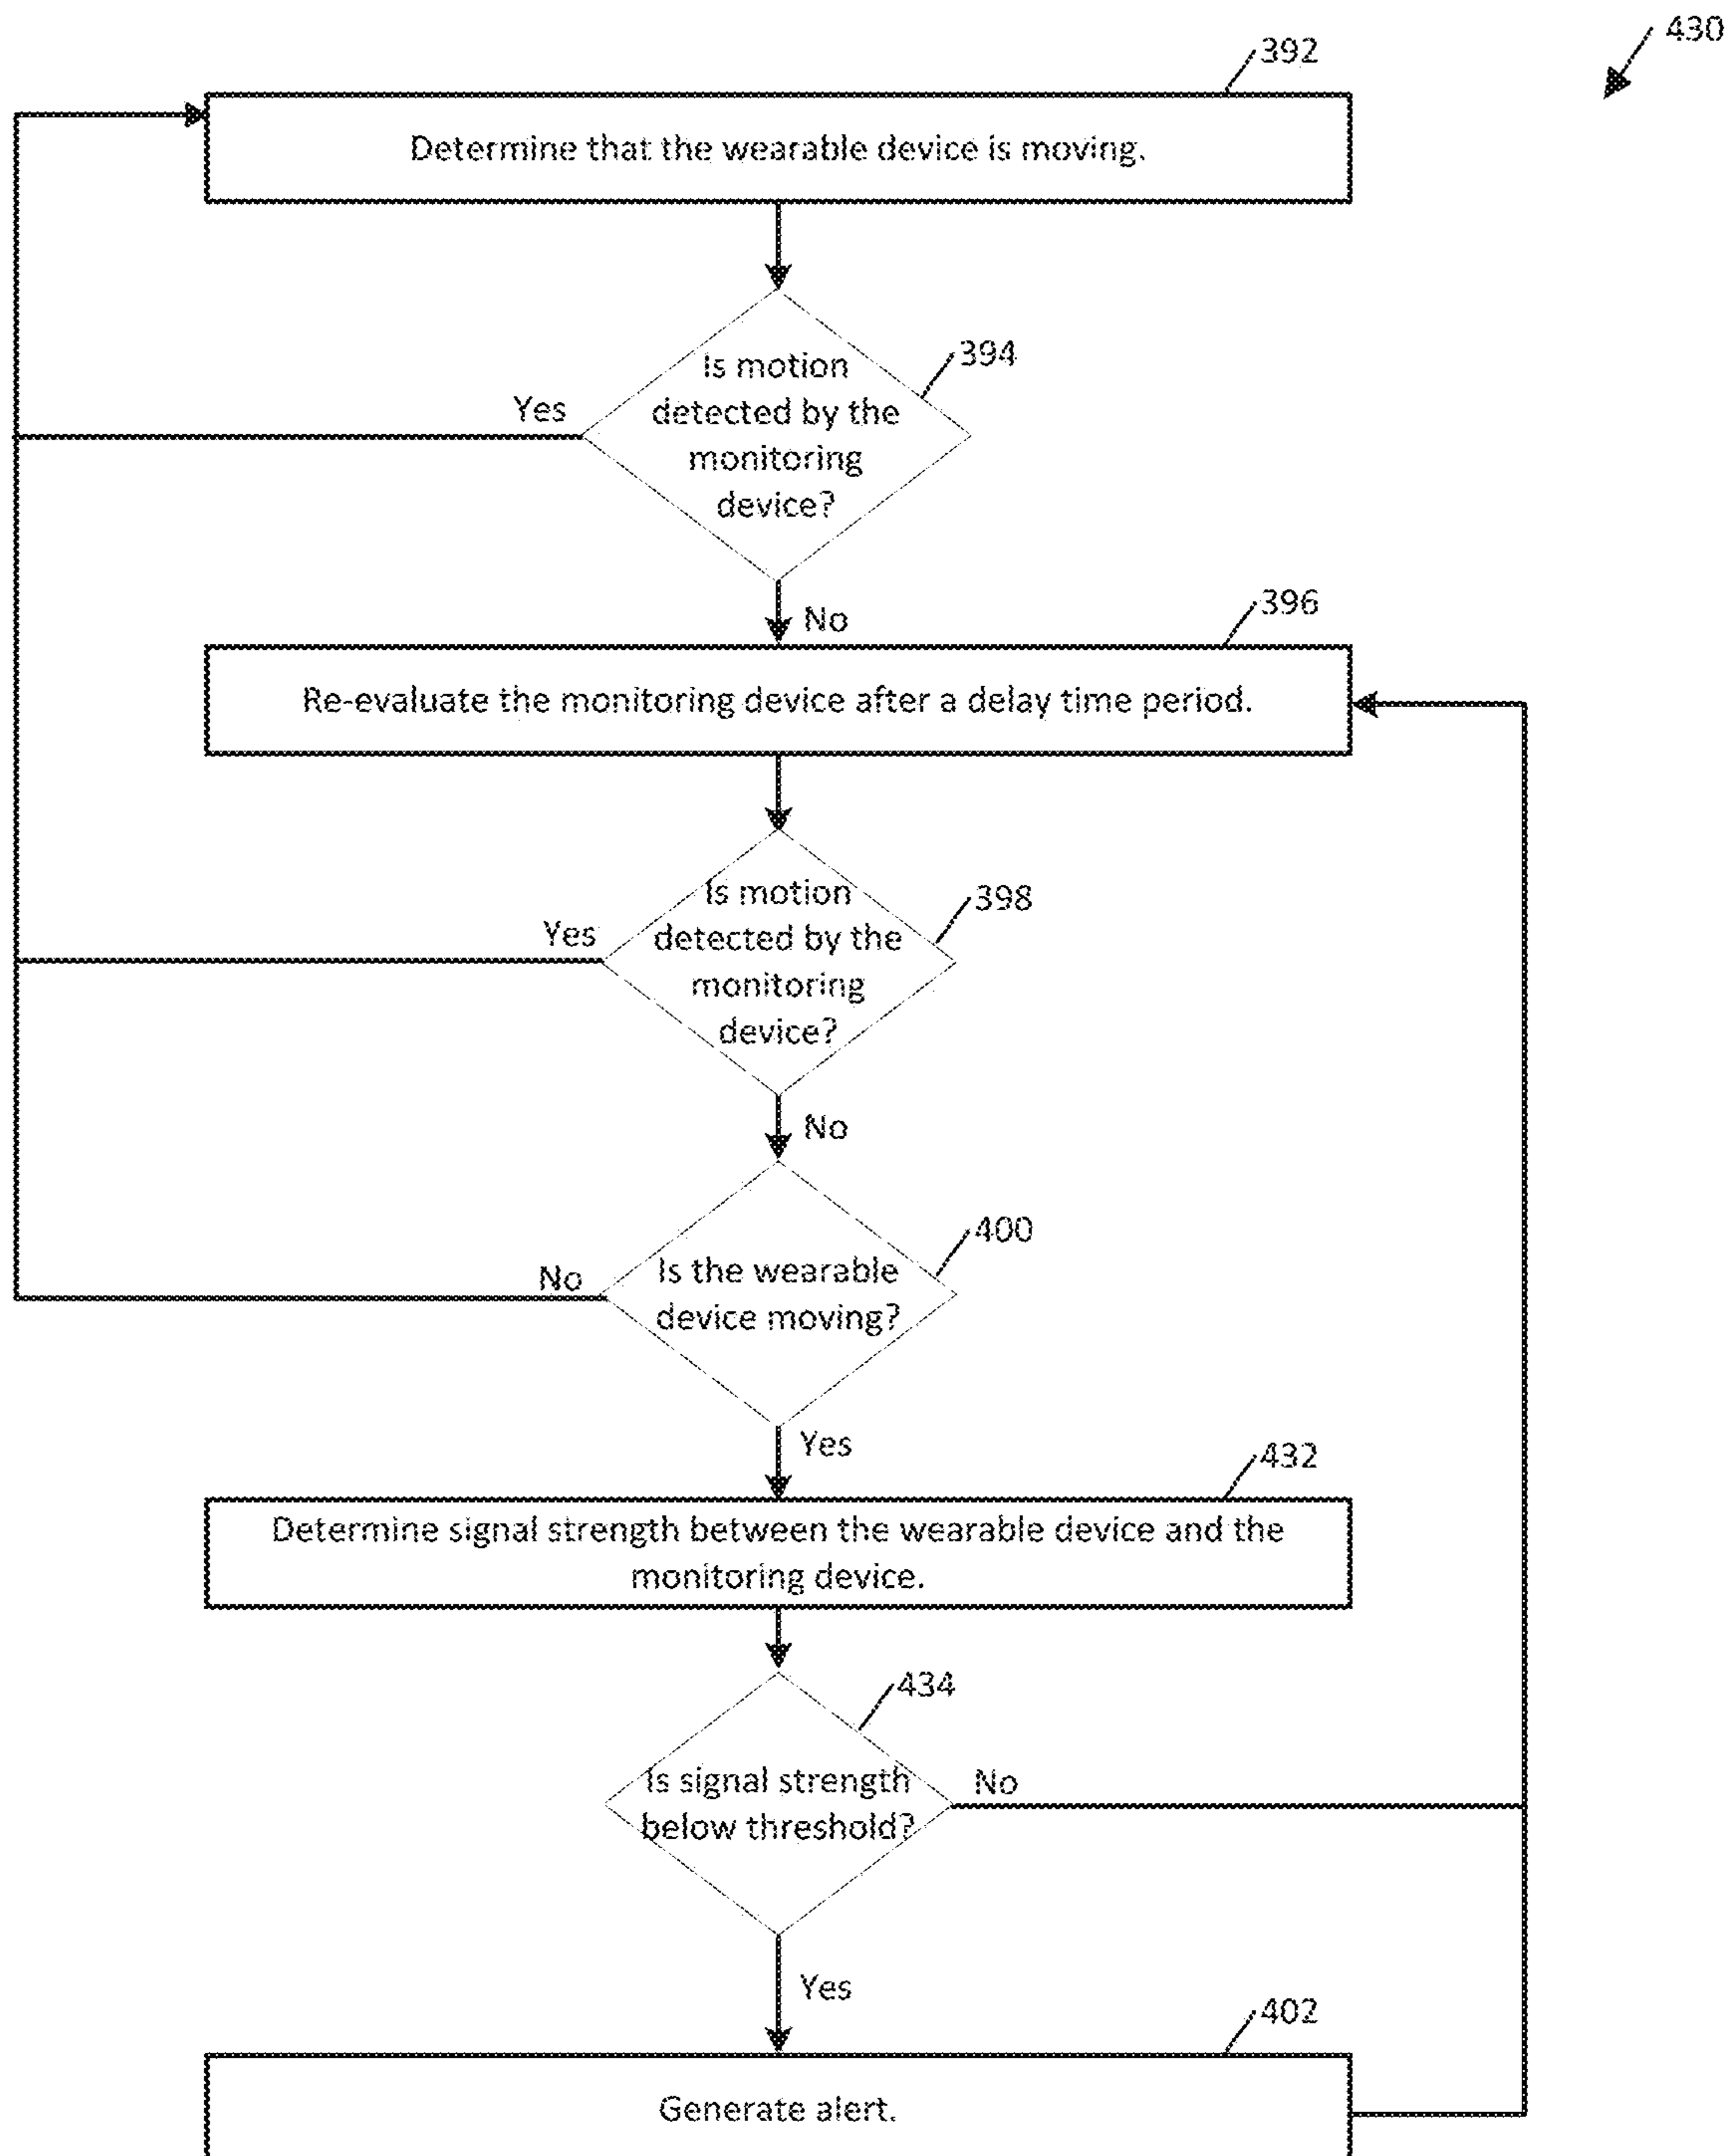 430
392
Determine that the wearable device is moving.
394
Is motion
detected by the
monitoring
device?
Yes
No
396
Re-evaluate the monitoring device after a delay time period.
398
Is motion
detected by the
monitoring
device?
Yes
No
400
Is the wearable
device moving?
No
Yes
432
Determine signal strength between the wearable device and the
monitoring device.
434
Is signal strength
below threshold?
No
Yes
402
Generate alert.